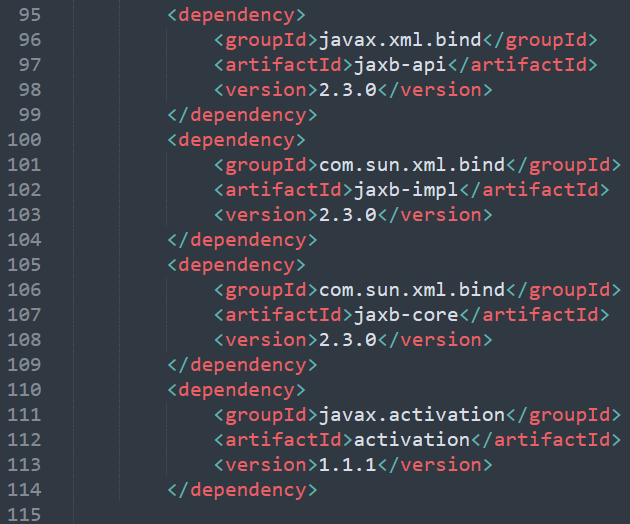 95 <dependency>
96 <groupId>javax.xml.bind</groupId>
97 <artifactId>jaxb-api</artifactId>
98 <version>2.3.0</version>
99 </dependency>
100 <dependency>
101 <groupId>com.sun.xml.bind</groupId>
102 <artifactId>jaxb-impl</artifactId>
103 <version>2.3.0</version>
104 </dependency>
105 <dependency>
106 <groupId>com.sun.xml.bind</groupId>
107 <artifactId>jaxb-core</artifactId>
108 <version>2.3.0</version>
109 </dependency>
110 <dependency>
111 <groupId>javax.activation</groupId>
112 <artifactId>activation</artifactId>
113 <version>1.1.1</version>
114 </dependency>
115